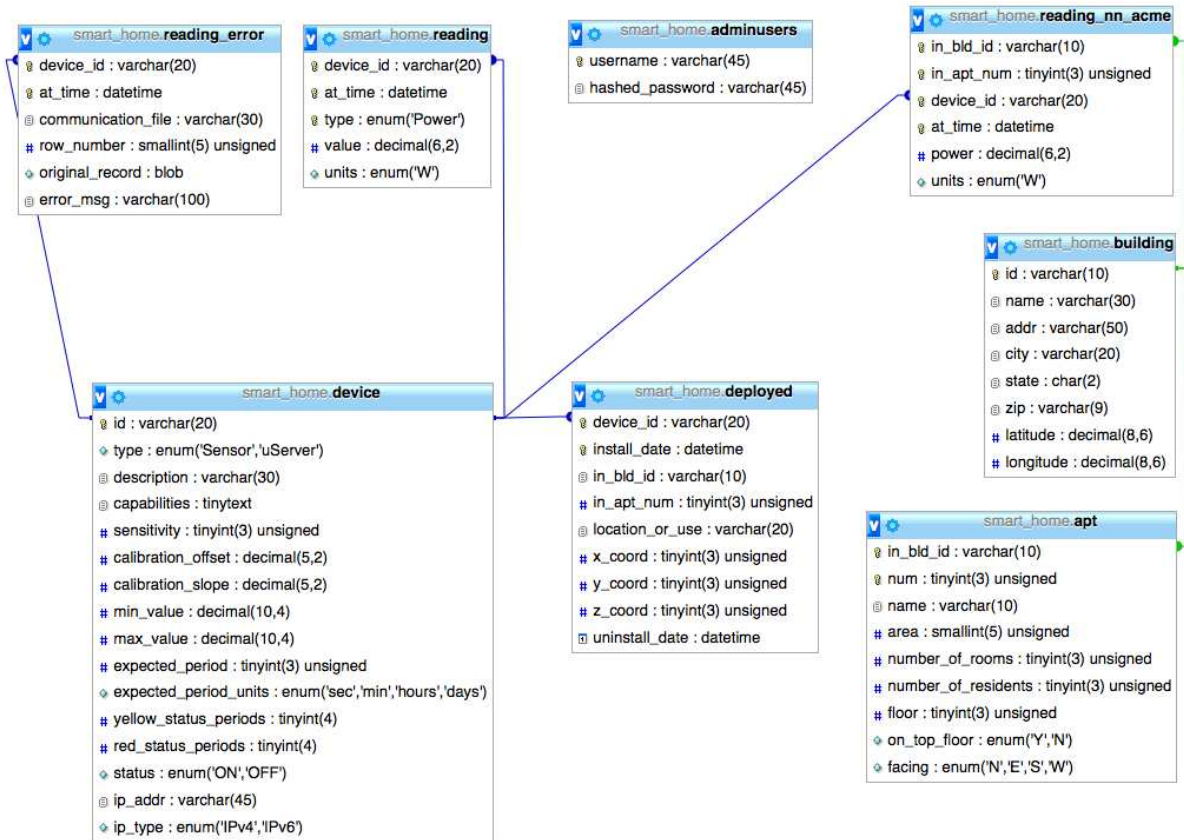 smart_home.reading_error
device_id : varchar(20)
at_time : datetime
communication_file : varchar(30)
row_number : smallint(5) unsigned
original_record : blob
error_msg : varchar(100)
smart_home.reading
device_id : varchar(20)
at_time : datetime
type : enum('Power')
value : decimal(6,2)
units : enum('W')
smart_home.adminusers
username : varchar(45)
hashed_password : varchar(45)
smart_home.reading_nn_acme
in_bld_id : varchar(10)
in_apt_num : tinyint(3) unsigned
device_id : varchar(20)
at_time : datetime
power : decimal(6,2)
units : enum('W')
smart_home.building
id : varchar(10)
name : varchar(30)
addr : varchar(50)
city : varchar(20)
state : char(2)
zip : varchar(9)
latitude : decimal(8,6)
longitude : decimal(8,6)
smart_home.device
id : varchar(20)
type : enum('Sensor','uServer')
description : varchar(30)
capabilities : tinytext
sensitivity : tinyint(3) unsigned
calibration_offset : decimal(5,2)
calibration_slope : decimal(5,2)
min_value : decimal(10,4)
max_value : decimal(10,4)
expected_period : tinyint(3) unsigned
expected_period_units : enum('sec','min','hours','days')
yellow_status_periods : tinyint(4)
red_status_periods : tinyint(4)
status : enum('ON','OFF')
ip_addr : varchar(45)
ip_type : enum('IPv4','IPv6')
smart_home.deployed
device_id : varchar(20)
install_date : datetime
in_bld_id : varchar(10)
in_apt_num : tinyint(3) unsigned
location_or_use : varchar(20)
x_coord : tinyint(3) unsigned
y_coord : tinyint(3) unsigned
z_coord : tinyint(3) unsigned
uninstall_date : datetime
smart_home.apt
in_bld_id : varchar(10)
num : tinyint(3) unsigned
name : varchar(10)
area : smallint(5) unsigned
number_of_rooms : tinyint(3) unsigned
number_of_residents : tinyint(3) unsigned
floor : tinyint(3) unsigned
on_top_floor : enum('Y','N')
facing : enum('N','E','S','W')